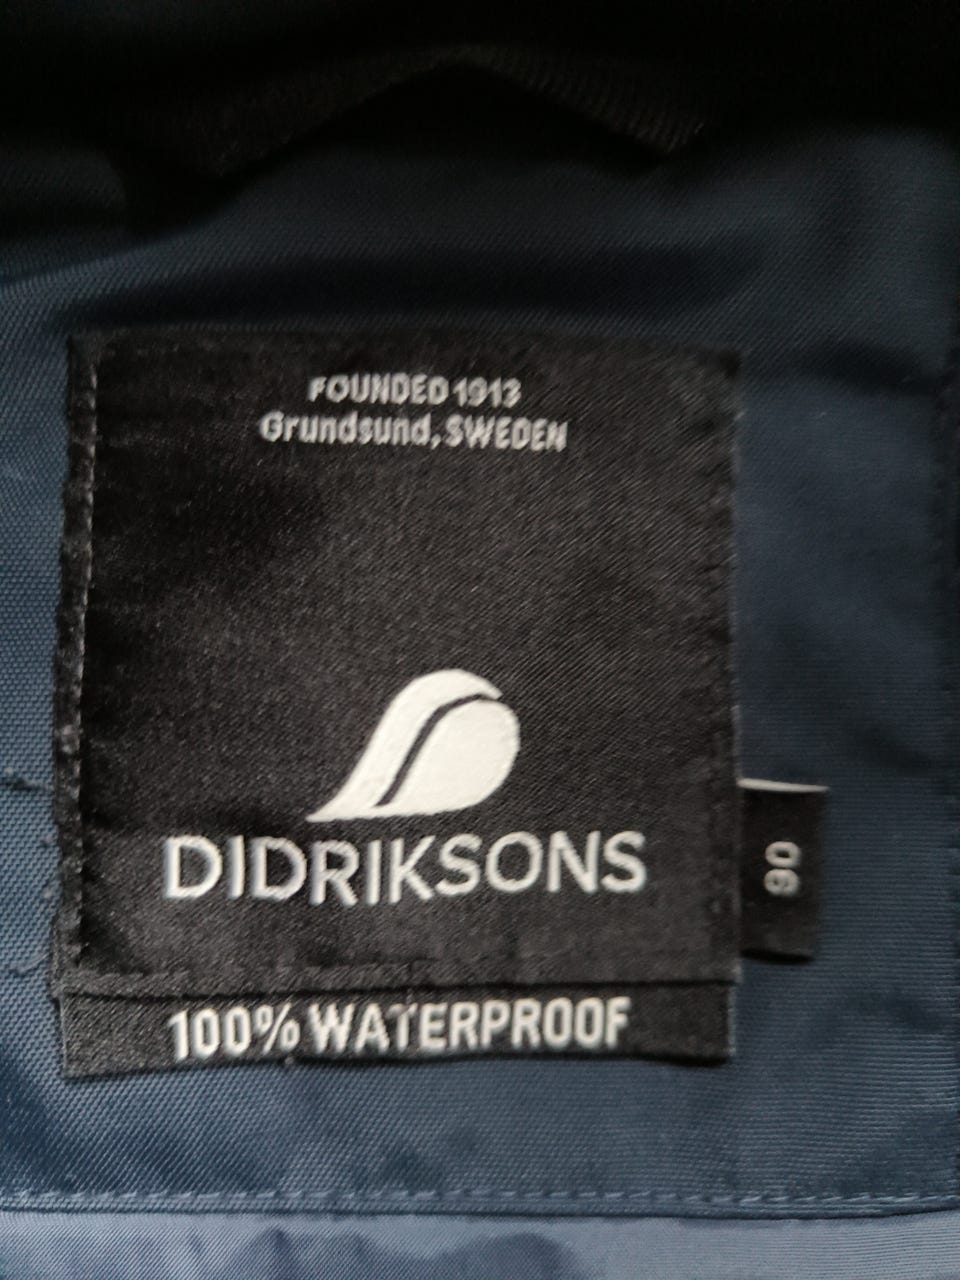 FOUNDED 1913
Grundsund, SWEDEN
DIDRIKSONS
90
100% WATERPROOF